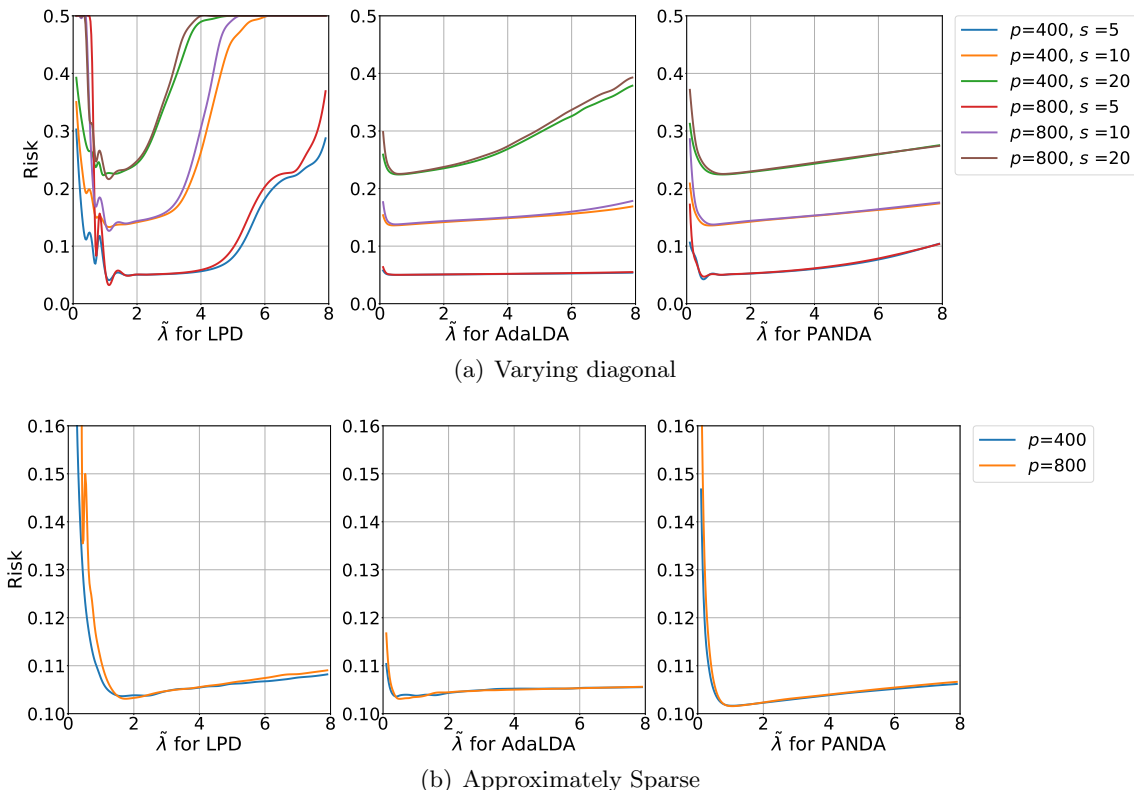 0.5
0.4
0.3
0.2
0.1
0.0
Risk
0 2 4 6 8
λ̃ for LPD
0.5
0.4
0.3
0.2
0.1
0.0
0 2 4 6 8
λ̃ for AdaLDA
0.5
0.4
0.3
0.2
0.1
0.0
0 2 4 6 8
λ̃ for PANDA
p=400, s =5
p=400, s =10
p=400, s =20
p=800, s =5
p=800, s =10
p=800, s =20
(a) Varying diagonal
0.16
0.15
0.14
0.13
0.12
0.11
0.10
Risk
0 2 4 6 8
λ̃ for LPD
0.16
0.15
0.14
0.13
0.12
0.11
0.10
0 2 4 6 8
λ̃ for AdaLDA
0.16
0.15
0.14
0.13
0.12
0.11
0.10
0 2 4 6 8
λ̃ for PANDA
p=400
p=800
(b) Approximately Sparse